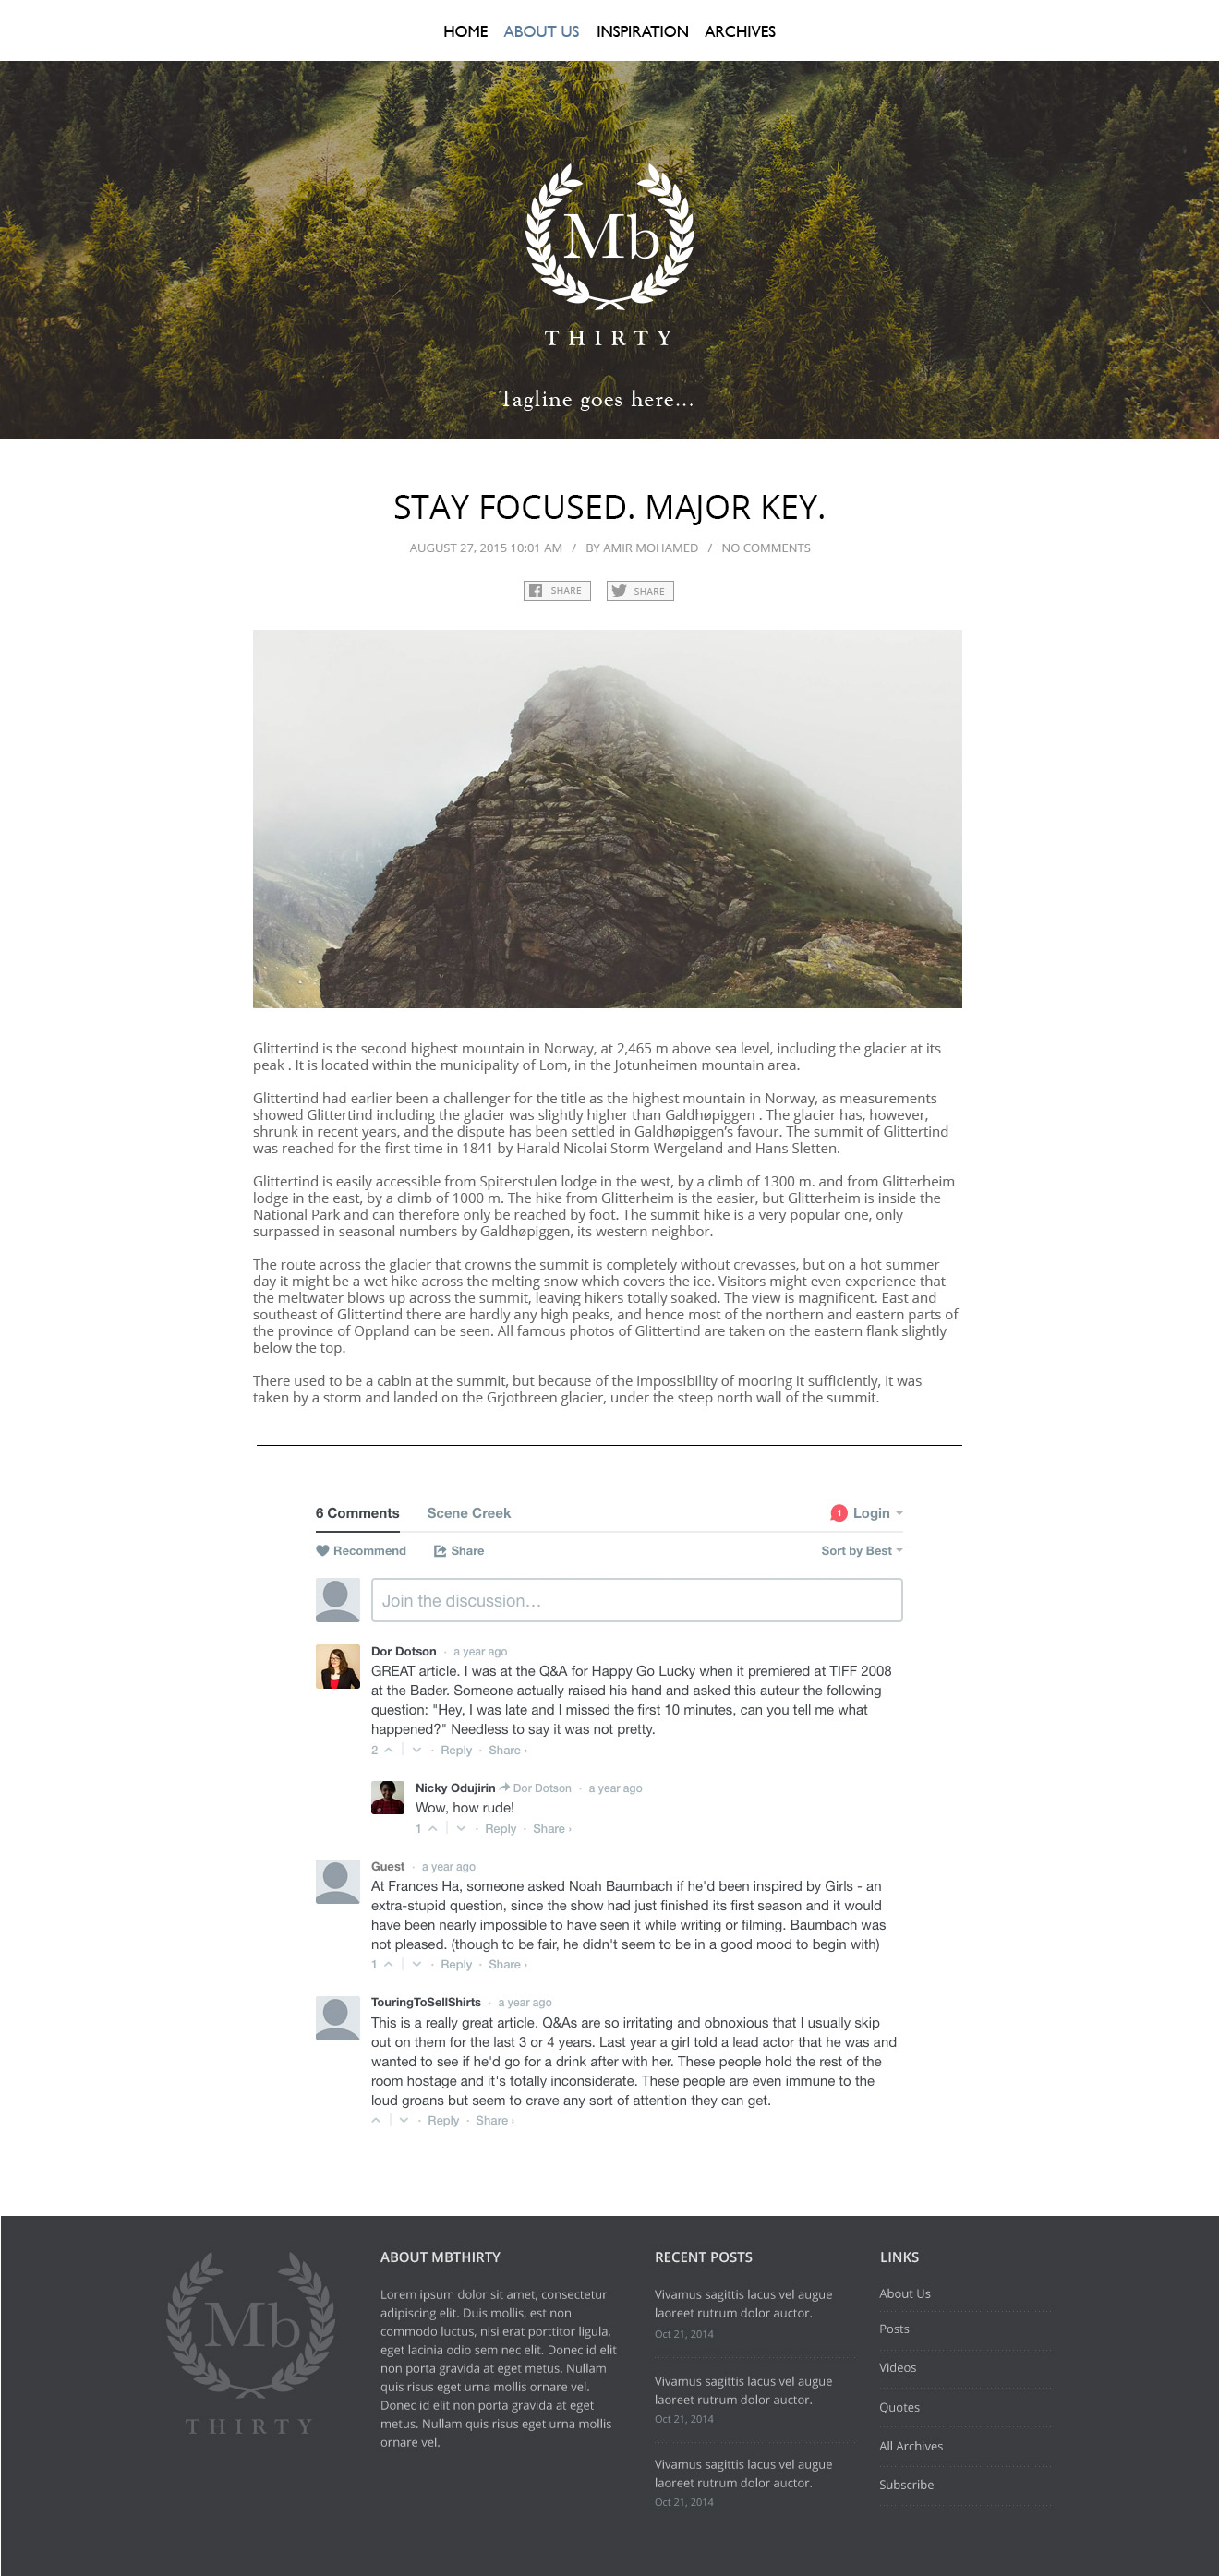 HOME ABOUT US INSPIRATION ARCHIVES
Mb
THIRTY
Tagline goes here...
STAY FOCUSED. MAJOR KEY.
AUGUST 27, 2015 10:01 AM / BY AMIR MOHAMED / NO COMMENTS
SHARE SHARE
Glittertind is the second highest mountain in Norway, at 2,465 m above sea level, including the glacier at its
peak . It is located within the municipality of Lom, in the Jotunheimen mountain area.
Glittertind had earlier been a challenger for the title as the highest mountain in Norway, as measurements
showed Glittertind including the glacier was slightly higher than Galdhøpiggen . The glacier has, however,
shrunk in recent years, and the dispute has been settled in Galdhøpiggen’s favour. The summit of Glittertind
was reached for the first time in 1841 by Harald Nicolai Storm Wergeland and Hans Sletten.
Glittertind is easily accessible from Spiterstulen lodge in the west, by a climb of 1300 m. and from Glitterheim
lodge in the east, by a climb of 1000 m. The hike from Glitterheim is the easier, but Glitterheim is inside the
National Park and can therefore only be reached by foot. The summit hike is a very popular one, only
surpassed in seasonal numbers by Galdhøpiggen, its western neighbor.
The route across the glacier that crowns the summit is completely without crevasses, but on a hot summer
day it might be a wet hike across the melting snow which covers the ice. Visitors might even experience that
the meltwater blows up across the summit, leaving hikers totally soaked. The view is magnificent. East and
southeast of Glittertind there are hardly any high peaks, and hence most of the northern and eastern parts of
the province of Oppland can be seen. All famous photos of Glittertind are taken on the eastern flank slightly
below the top.
There used to be a cabin at the summit, but because of the impossibility of mooring it sufficiently, it was
taken by a storm and landed on the Grjotbreen glacier, under the steep north wall of the summit.
6 Comments Scene Creek 1 Login
Recommend Share Sort by Best
Join the discussion…
Dor Dotson · a year ago
GREAT article. I was at the Q&A for Happy Go Lucky when it premiered at TIFF 2008
at the Bader. Someone actually raised his hand and asked this auteur the following
question: "Hey, I was late and I missed the first 10 minutes, can you tell me what
happened?" Needless to say it was not pretty.
2 · Reply · Share ›
Nicky Odujirin Dor Dotson · a year ago
Wow, how rude!
1 · Reply · Share ›
Guest · a year ago
At Frances Ha, someone asked Noah Baumbach if he'd been inspired by Girls - an
extra-stupid question, since the show had just finished its first season and it would
have been nearly impossible to have seen it while writing or filming. Baumbach was
not pleased. (though to be fair, he didn't seem to be in a good mood to begin with)
1 · Reply · Share ›
TouringToSellShirts · a year ago
This is a really great article. Q&As are so irritating and obnoxious that I usually skip
out on them for the last 3 or 4 years. Last year a girl told a lead actor that he was and
wanted to see if he'd go for a drink after with her. These people hold the rest of the
room hostage and it's totally inconsiderate. These people are even immune to the
loud groans but seem to crave any sort of attention they can get.
· Reply · Share ›
Mb
THIRTY
ABOUT MBTHIRTY
Lorem ipsum dolor sit amet, consectetur
adipiscing elit. Duis mollis, est non
commodo luctus, nisi erat porttitor ligula,
eget lacinia odio sem nec elit. Donec id elit
non porta gravida at eget metus. Nullam
quis risus eget urna mollis ornare vel.
Donec id elit non porta gravida at eget
metus. Nullam quis risus eget urna mollis
ornare vel.
RECENT POSTS
Vivamus sagittis lacus vel augue
laoreet rutrum dolor auctor.
Oct 21, 2014
Vivamus sagittis lacus vel augue
laoreet rutrum dolor auctor.
Oct 21, 2014
Vivamus sagittis lacus vel augue
laoreet rutrum dolor auctor.
Oct 21, 2014
LINKS
About Us
Posts
Videos
Quotes
All Archives
Subscribe